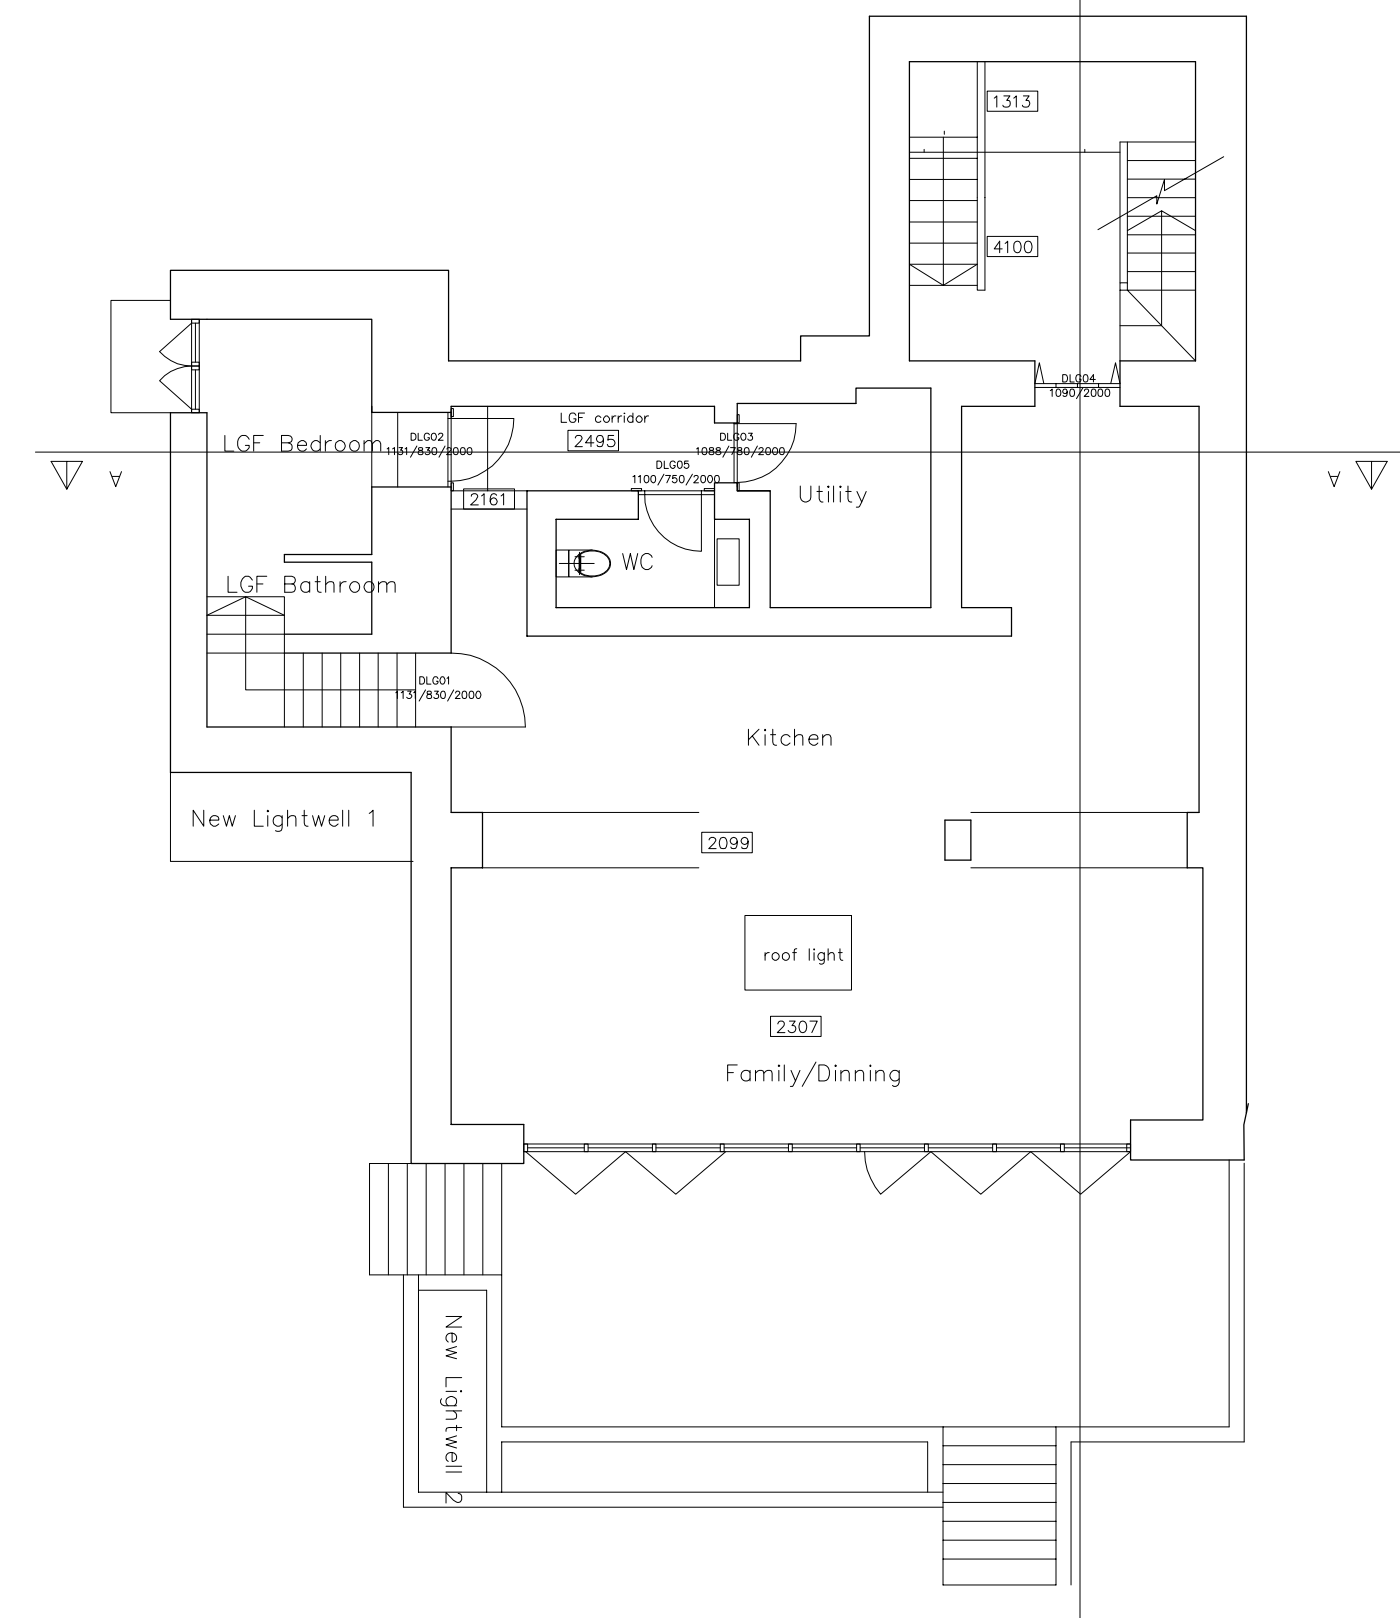 1313
4100
DLG04
1090/2000
LGF corridor
2495
LGF Bedroom
DLG02
1131/830/2000
DLG03
1088/780/2000
DLG05
1100/750/2000
A
A
2161
Utility
WC
LGF Bathroom
DLG01
1131/830/2000
Kitchen
New Lightwell 1
2099
roof light
2307
Family/Dinning
New Lightwell 2